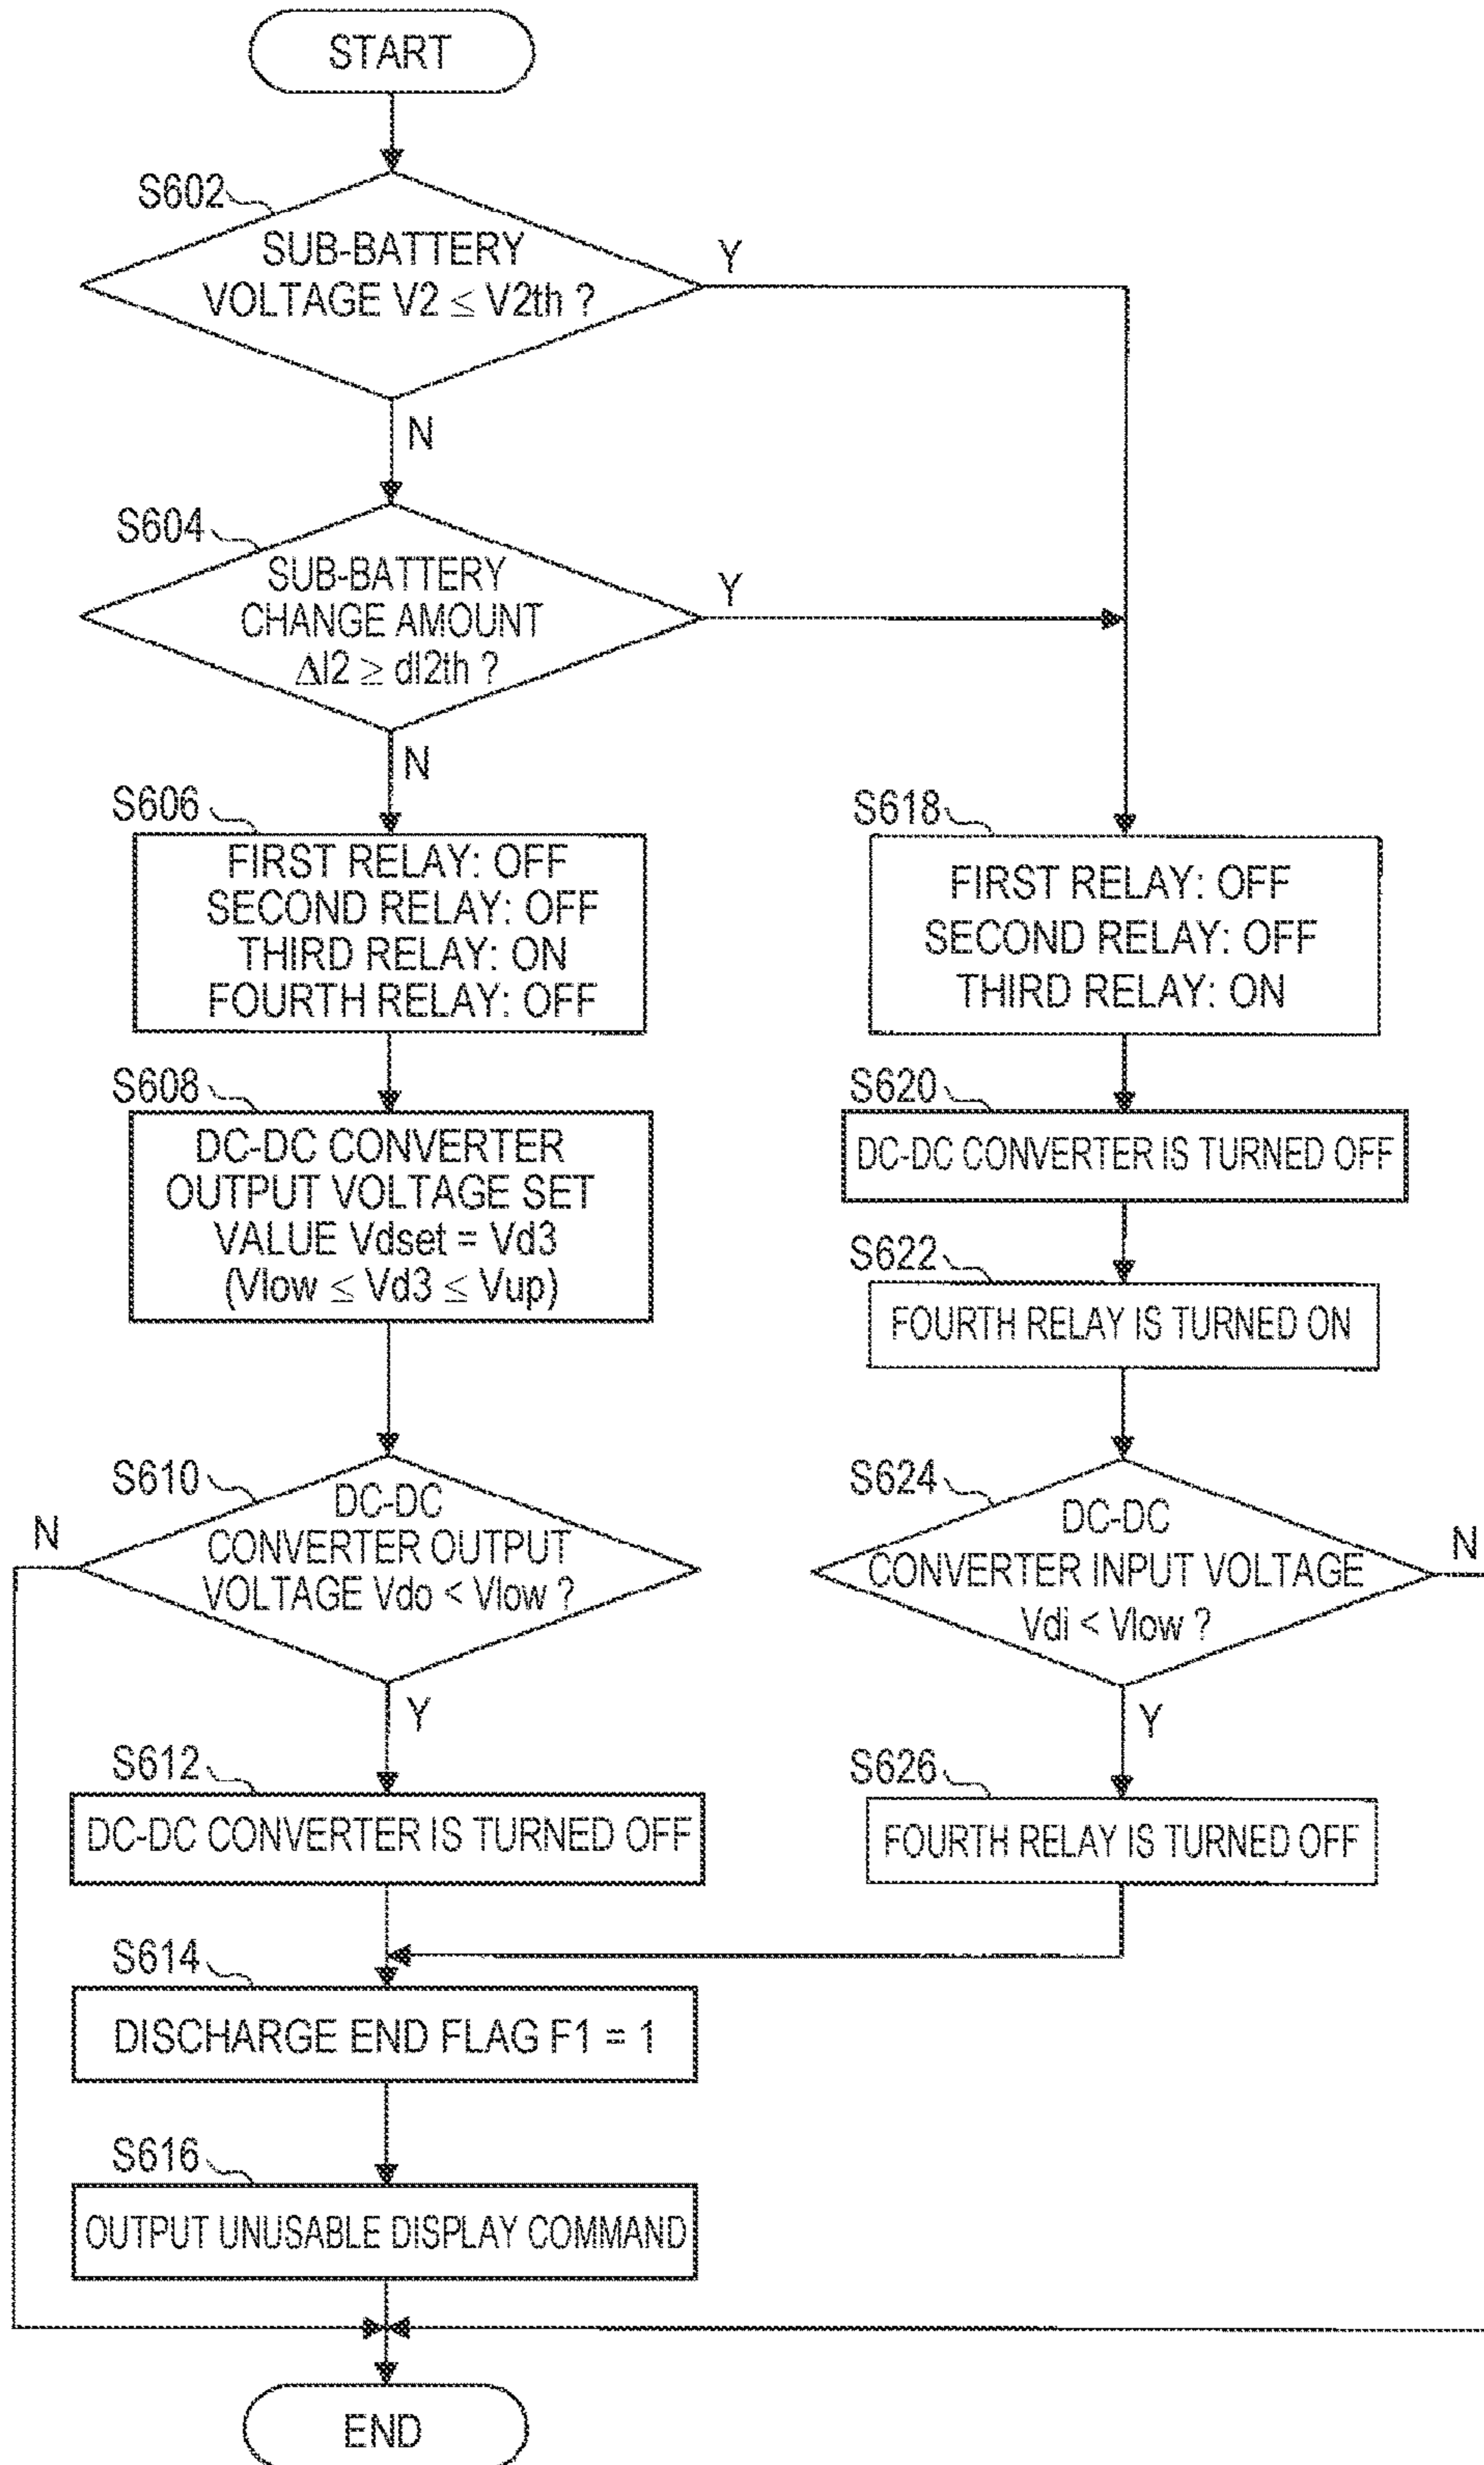 START
S602
SUB-BATTERY
VOLTAGE V2 ≤ V2th ?
Y
N
S604
SUB-BATTERY
CHANGE AMOUNT
ΔI2 ≥ dI2th ?
Y
N
S606
FIRST RELAY: OFF
SECOND RELAY: OFF
THIRD RELAY: ON
FOURTH RELAY: OFF
S608
DC-DC CONVERTER
OUTPUT VOLTAGE SET
VALUE Vdset = Vd3
(Vlow ≤ Vd3 ≤ Vup)
S610
DC-DC
CONVERTER OUTPUT
VOLTAGE Vdo < Vlow ?
N
Y
S612
DC-DC CONVERTER IS TURNED OFF
S614
DISCHARGE END FLAG F1 = 1
S616
OUTPUT UNUSABLE DISPLAY COMMAND
S618
FIRST RELAY: OFF
SECOND RELAY: OFF
THIRD RELAY: ON
S620
DC-DC CONVERTER IS TURNED OFF
S622
FOURTH RELAY IS TURNED ON
S624
DC-DC
CONVERTER INPUT VOLTAGE
Vdi < Vlow ?
N
Y
S626
FOURTH RELAY IS TURNED OFF
END